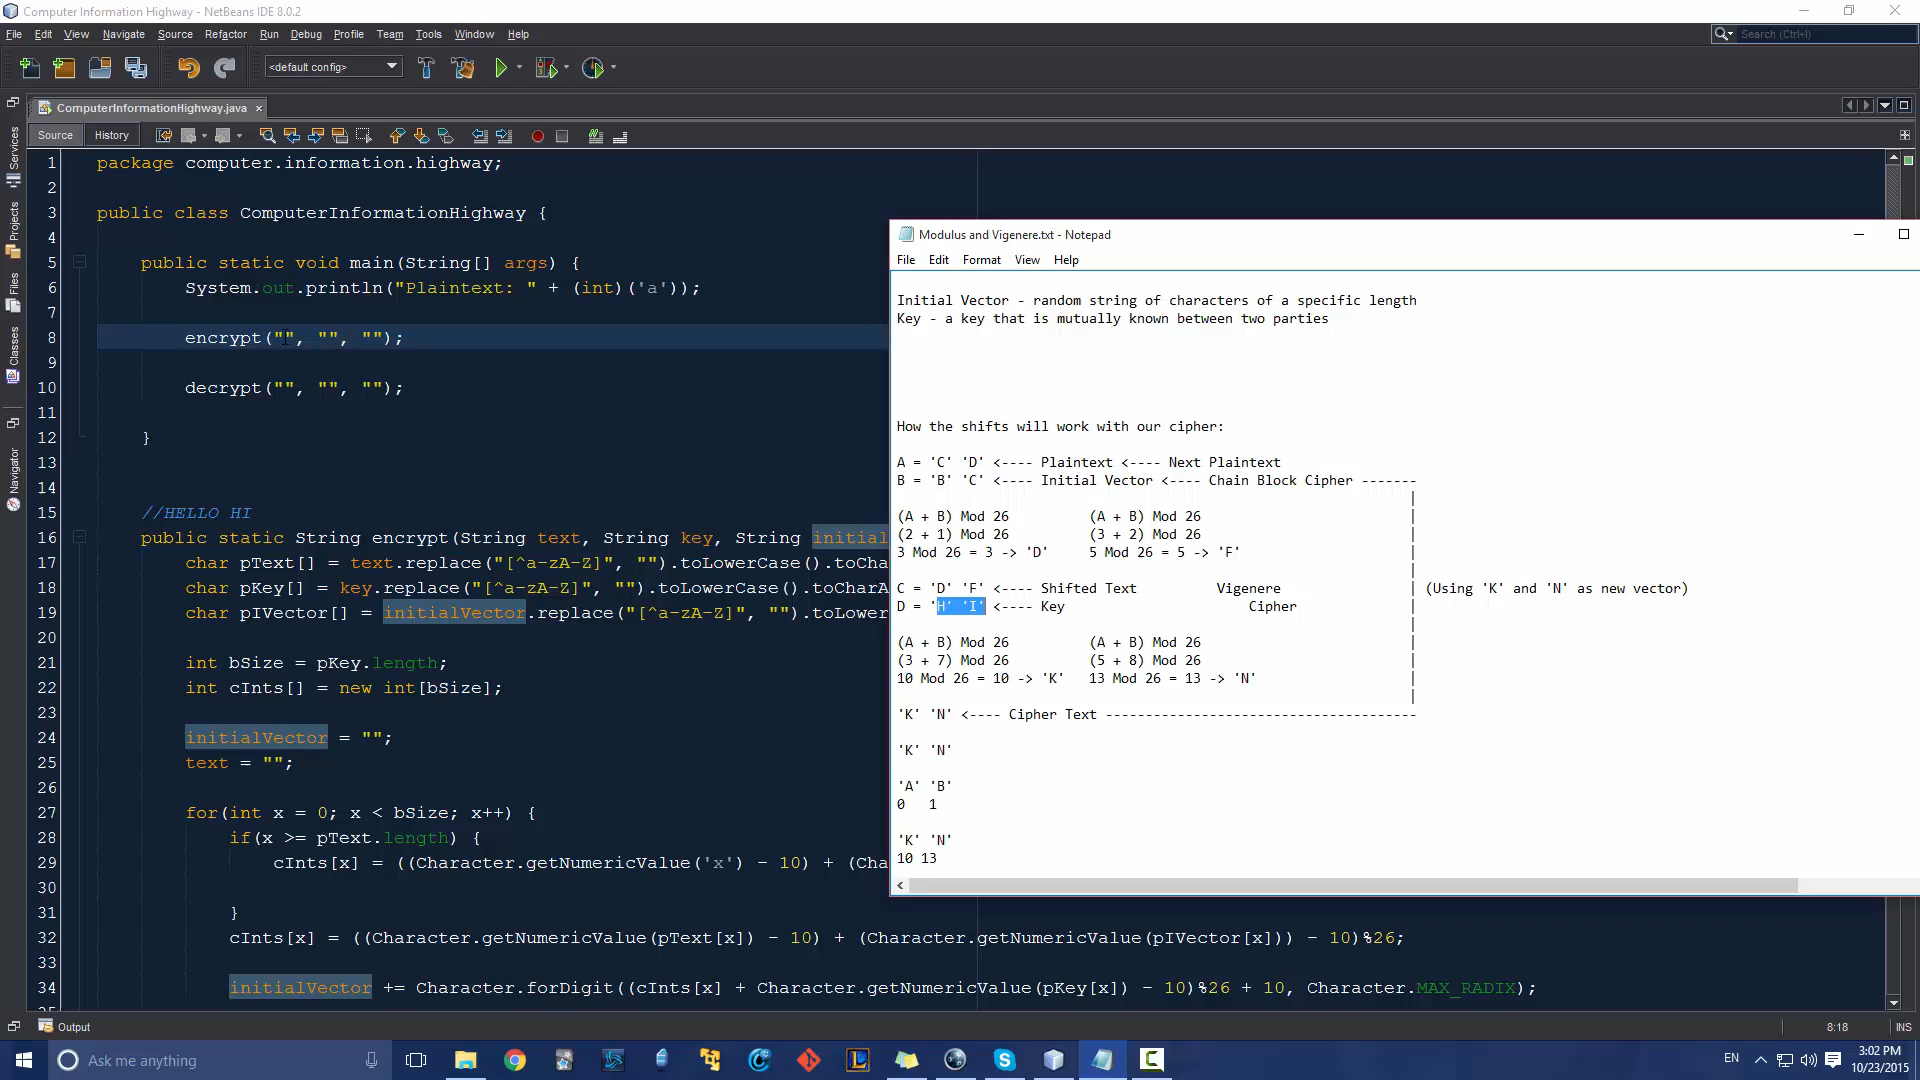 Computer Information Highway - NetBeans IDE 8.0.2
File Edit View Navigate Source Refactor Run Debug Profile Team Tools Window Help
Search (Ctrl+I)
<default config>
ComputerInformationHighway.java
Source History
Services
Projects
Files
Classes
Navigator
1 package computer.information.highway;
2
3 public class ComputerInformationHighway {
4
5 public static void main(String[] args) {
6 System.out.println("Plaintext: " + (int)('a'));
7
8 encrypt("", "", "");
9
10 decrypt("", "", "");
11
12 }
13
14
15 //HELLO HI
16 public static String encrypt(String text, String key, String initia
17 char pText[] = text.replace("[^a-zA-Z]", "").toLowerCase().toCha
18 char pKey[] = key.replace("[^a-zA-Z]", "").toLowerCase().toCharA
19 char pIVector[] = initialVector.replace("[^a-zA-Z]", "").toLower
21 int bSize = pKey.length;
22 int cInts[] = new int[bSize];
23
24 initialVector = "";
25 text = "";
26
27 for(int x = 0; x < bSize; x++) {
28 if(x >= pText.length) {
29 cInts[x] = ((Character.getNumericValue('x') - 10) + (Cha
30
31 }
32 cInts[x] = ((Character.getNumericValue(pText[x]) - 10) + (Character.getNumericValue(pIVector[x])) - 10)%26;
33
34 initialVector += Character.forDigit((cInts[x] + Character.getNumericValue(pKey[x]) - 10)%26 + 10, Character.MAX_RADIX);
Modulus and Vigenere.txt - Notepad
File Edit Format View Help
Initial Vector - random string of characters of a specific length
Key - a key that is mutually known between two parties
How the shifts will work with our cipher:
A = 'C' 'D' <---- Plaintext <---- Next Plaintext
B = 'B' 'C' <---- Initial Vector <---- Chain Block Cipher -------
|
(A + B) Mod 26 (A + B) Mod 26 |
(2 + 1) Mod 26 (3 + 2) Mod 26 |
3 Mod 26 = 3 -> 'D' 5 Mod 26 = 5 -> 'F' |
|
C = 'D' 'F' <---- Shifted Text Vigenere | (Using 'K' and 'N' as new vector)
D = 'H' 'I' <---- Key Cipher |
|
(A + B) Mod 26 (A + B) Mod 26 |
(3 + 7) Mod 26 (5 + 8) Mod 26 |
10 Mod 26 = 10 -> 'K' 13 Mod 26 = 13 -> 'N' |
|
'K' 'N' <---- Cipher Text ---------------------------------------
'K' 'N'
'A' 'B'
0 1
'K' 'N'
10 13
Output
8:18 INS
Ask me anything
EN
3:02 PM
10/23/2015